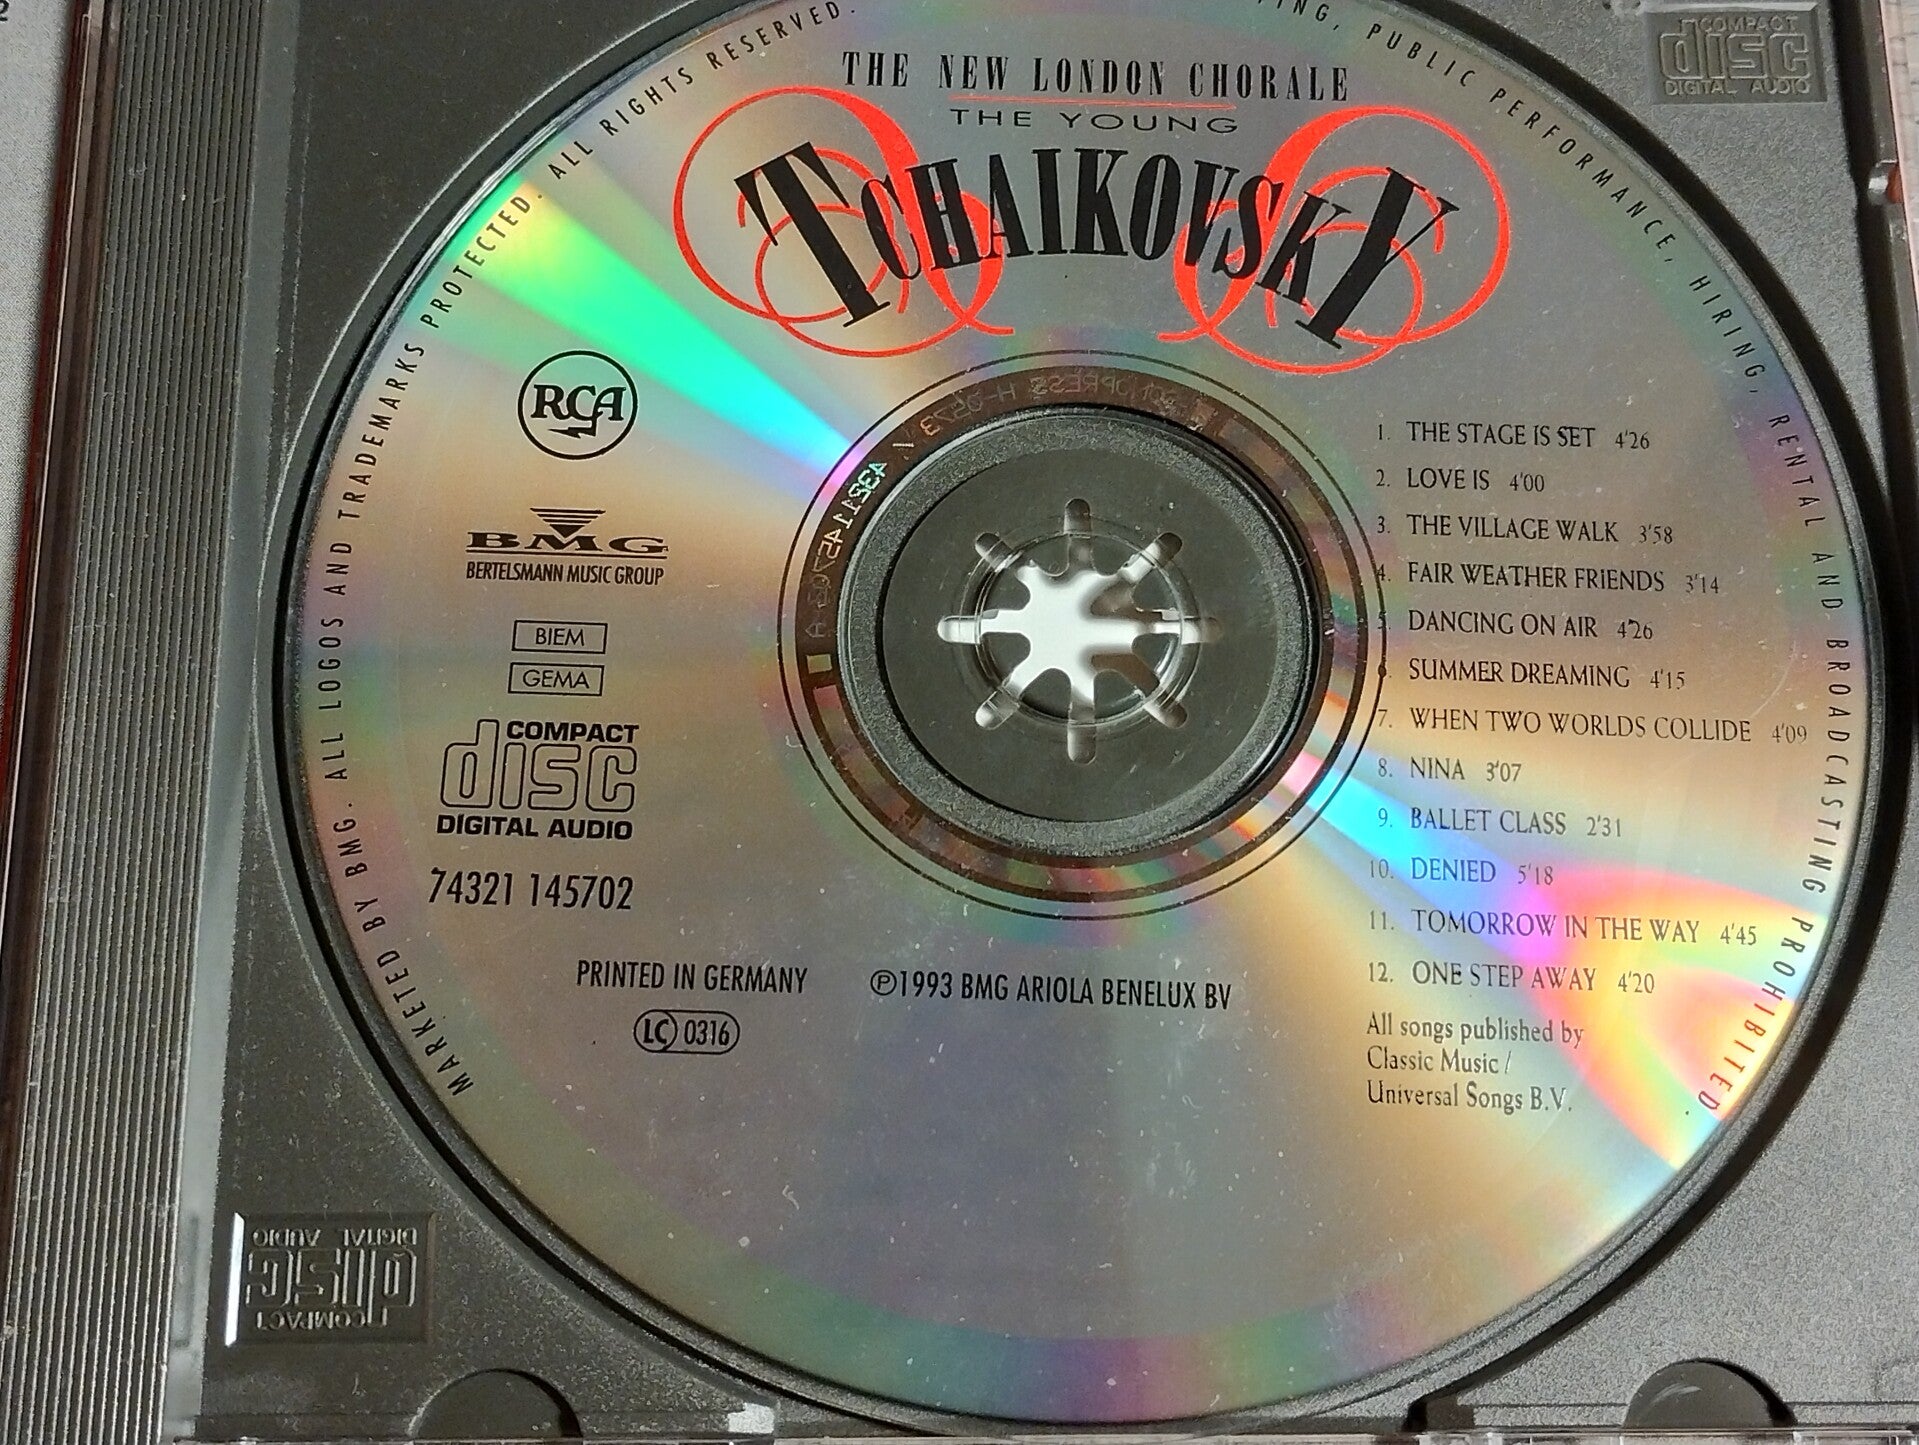 THE NEW LONDON CHORALE
THE YOUNG
TCHAIKOVSKY
RCA
BMG
BERTELSMANN MUSIC GROUP
BIEM
GEMA
COMPACT
disc
DIGITAL AUDIO
74321 145702
PRINTED IN GERMANY
LC 0316
℗1993 BMG ARIOLA BENELUX BV
1. THE STAGE IS SET 4'26
2. LOVE IS 4'00
3. THE VILLAGE WALK 3'58
4. FAIR WEATHER FRIENDS 3'14
5. DANCING ON AIR 4'26
6. SUMMER DREAMING 4'15
7. WHEN TWO WORLDS COLLIDE 4'09
8. NINA 3'07
9. BALLET CLASS 2'31
10. DENIED 5'18
11. TOMORROW IN THE WAY 4'45
12. ONE STEP AWAY 4'20
All songs published by
Classic Music /
Universal Songs B.V.
MARKETED BY BMG. ALL LOGOS AND TRADEMARKS PROTECTED. ALL RIGHTS RESERVED. PUBLIC PERFORMANCE, HIRING, RENTAL AND BROADCASTING PROHIBITED
COMPACT
disc
DIGITAL AUDIO
COMPACT
disc
DIGITAL AUDIO